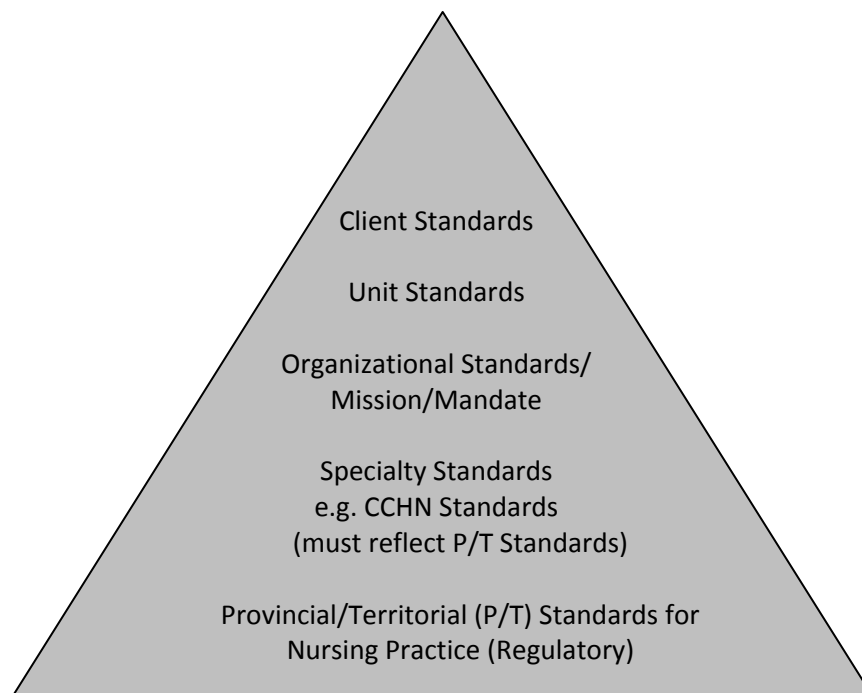 Client Standards
Unit Standards
Organizational Standards/
Mission/Mandate
Specialty Standards
e.g. CCHN Standards
(must reflect P/T Standards)
Provincial/Territorial (P/T) Standards for
Nursing Practice (Regulatory)